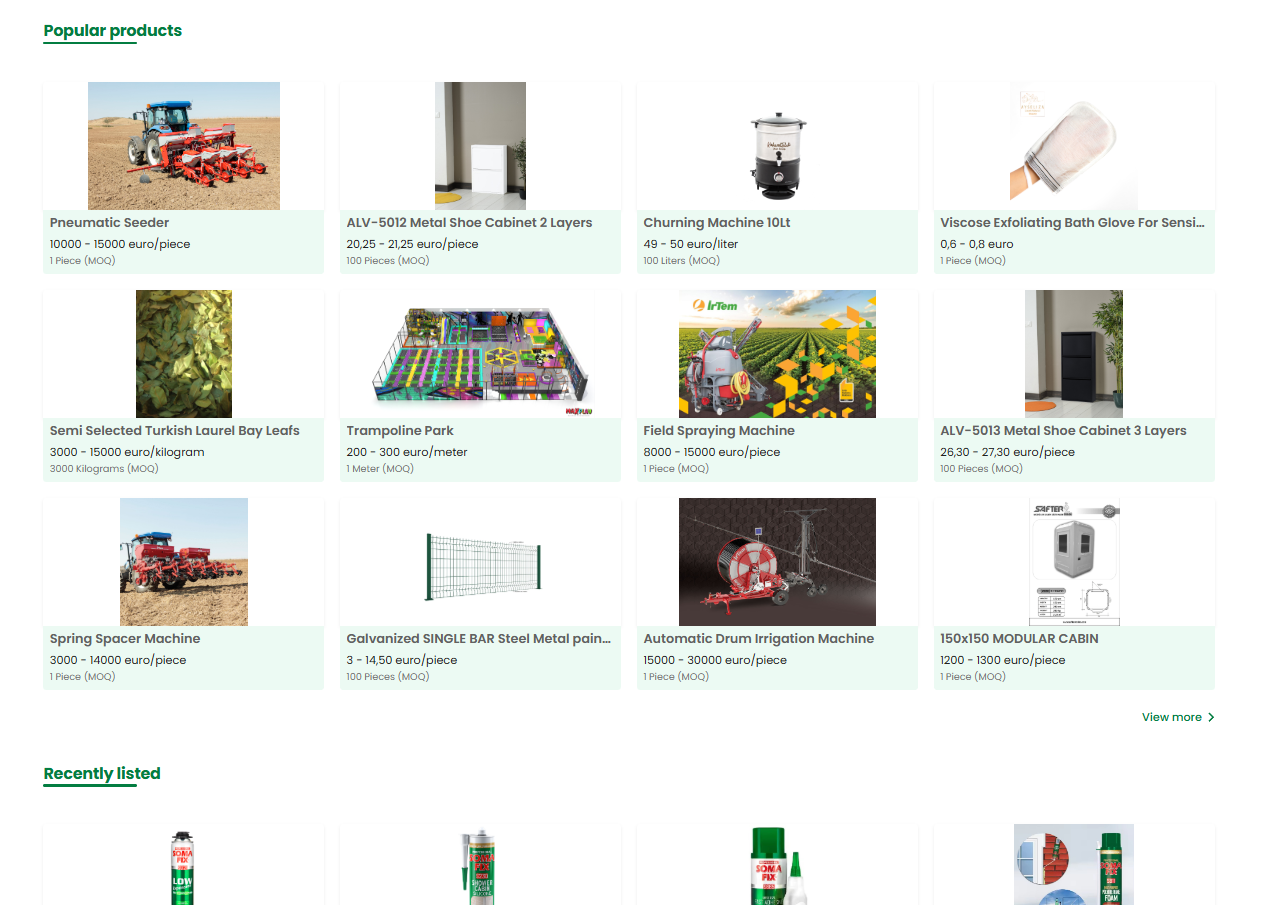 Popular products
Pneumatic Seeder
10000 - 15000 euro/piece
1 Piece (MOQ)
ALV-5012 Metal Shoe Cabinet 2 Layers
20,25 - 21,25 euro/piece
100 Pieces (MOQ)
Churning Machine 10Lt
49 - 50 euro/liter
100 Liters (MOQ)
Viscose Exfoliating Bath Glove For Sensi...
0,6 - 0,8 euro
1 Piece (MOQ)
Semi Selected Turkish Laurel Bay Leafs
3000 - 15000 euro/kilogram
3000 Kilograms (MOQ)
MAXPLAY
Trampoline Park
200 - 300 euro/meter
1 Meter (MOQ)
irTem
Field Spraying Machine
8000 - 15000 euro/piece
1 Piece (MOQ)
ALV-5013 Metal Shoe Cabinet 3 Layers
26,30 - 27,30 euro/piece
100 Pieces (MOQ)
Spring Spacer Machine
3000 - 14000 euro/piece
1 Piece (MOQ)
Galvanized SINGLE BAR Steel Metal pain...
3 - 14,50 euro/piece
100 Pieces (MOQ)
Automatic Drum Irrigation Machine
15000 - 30000 euro/piece
1 Piece (MOQ)
SAFTER
150x150 MODULAR CABIN
1200 - 1300 euro/piece
1 Piece (MOQ)
View more
Recently listed
SOMA
FIX
LOW
SOMA
FIX
SHOWER
CABIN
SOMA
FIX
SOMA
FIX
FOAM